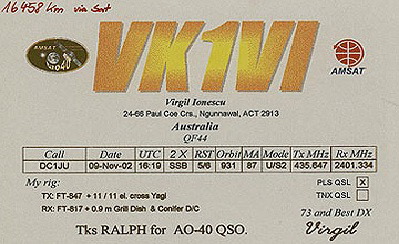 16458 km via Sat
AMSAT
AO40
VK1VI
AMSAT
Virgil Ionescu
24-66 Paul Coe Crs., Ngunnawal, ACT 2913
Australia
QF44
Call Date UTC 2 X RST Orbit MA Mode Tx MHz Rx MHz
DC1JU 09-Nov-02 16:19 SSB 5/6 931 87 U/S2 435.647 2401.334
My rig:
PLS QSL
TX: FT-847 + 11 / 11 el. cross Yagi
TNX QSL
RX: FT-817 + 0.9 m Grill Dish & Conifer D/C
73 and Best DX
Tks RALPH for AO-40 QSO.
Virgil